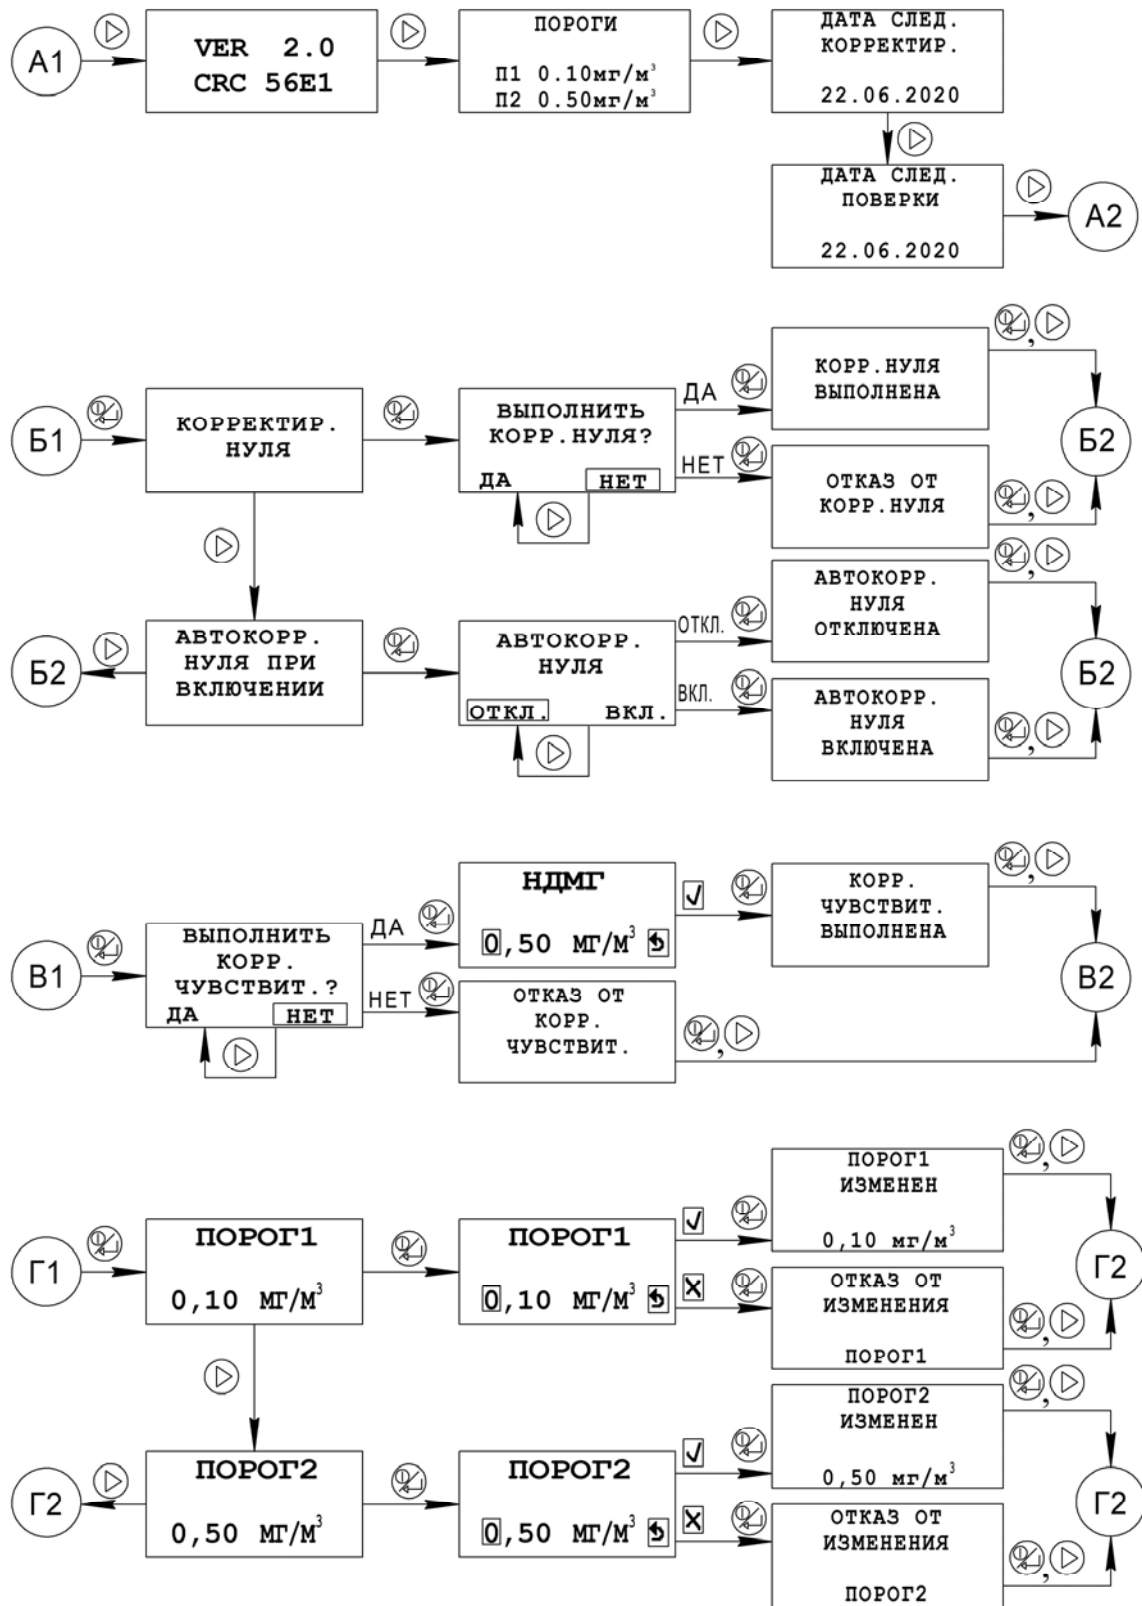 А1
VER 2.0
CRC 56E1
ПОРОГИ
П1 0.10мг/м³
П2 0.50мг/м³
ДАТА СЛЕД.
КОРРЕКТИР.
22.06.2020
ДАТА СЛЕД.
ПОВЕРКИ
22.06.2020
А2
Б1
КОРРЕКТИР.
НУЛЯ
ВЫПОЛНИТЬ
КОРР.НУЛЯ?
ДА НЕТ
ДА
КОРР.НУЛЯ
ВЫПОЛНЕНА
НЕТ
ОТКАЗ ОТ
КОРР.НУЛЯ
Б2
Б2
АВТОКОРР.
НУЛЯ ПРИ
ВКЛЮЧЕНИИ
АВТОКОРР.
НУЛЯ
ОТКЛ. ВКЛ.
ОТКЛ.
АВТОКОРР.
НУЛЯ
ОТКЛЮЧЕНА
ВКЛ.
АВТОКОРР.
НУЛЯ
ВКЛЮЧЕНА
Б2
В1
ВЫПОЛНИТЬ
КОРР.
ЧУВСТВИТ.?
ДА НЕТ
ДА
НДМГ
0,50 МГ/М³
КОРР.
ЧУВСТВИТ.
ВЫПОЛНЕНА
НЕТ
ОТКАЗ ОТ
КОРР.
ЧУВСТВИТ.
В2
Г1
ПОРОГ1
0,10 МГ/М³
ПОРОГ1
0,10 МГ/М³
ПОРОГ1
ИЗМЕНЕН
0,10 мг/м³
ОТКАЗ ОТ
ИЗМЕНЕНИЯ
ПОРОГ1
Г2
Г2
ПОРОГ2
0,50 МГ/М³
ПОРОГ2
0,50 МГ/М³
ПОРОГ2
ИЗМЕНЕН
0,50 мг/м³
ОТКАЗ ОТ
ИЗМЕНЕНИЯ
ПОРОГ2
Г2